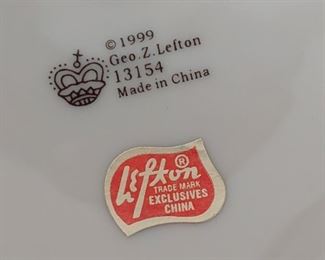 © 1999
Geo. Z. Lefton
13154
Made in China
Lefton ®
TRADE MARK
EXCLUSIVES
CHINA